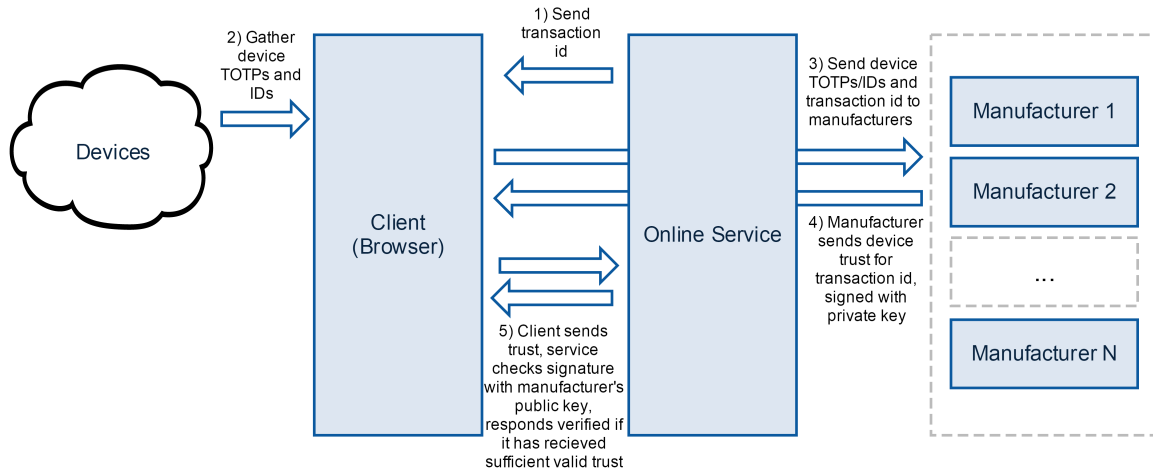 1) Send
transaction
id
2) Gather
device
TOTPs and
IDs
3) Send device
TOTPs/IDs and
transaction id to
manufacturers
Devices
Client
(Browser)
Online Service
Manufacturer 1
Manufacturer 2
...
Manufacturer N
4) Manufacturer
sends device
trust for
transaction id,
signed with
private key
5) Client sends
trust, service
checks signature
with manufacturer's
public key,
responds verified if
it has recieved
sufficient valid trust